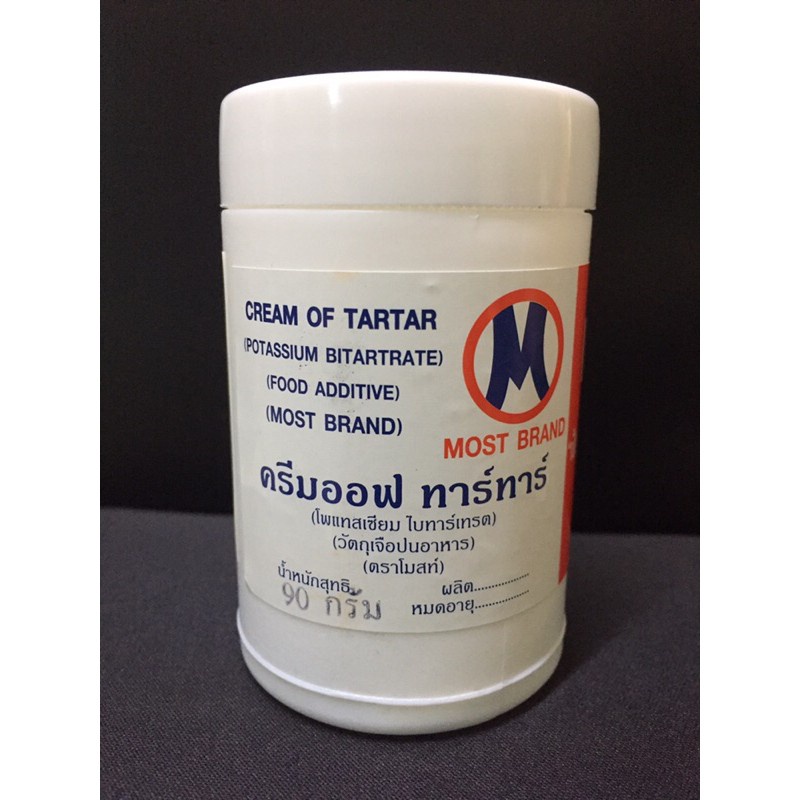 CREAM OF TARTAR
(POTASSIUM BITARTRATE)
(FOOD ADDITIVE)
(MOST BRAND)
M
MOST BRAND
ครีมออฟ ทาร์ทาร์
(โพแทสเซียม ไบทาร์เทรต)
(วัตถุเจือปนอาหาร)
(ตราโมสท์)
น้ำหนักสุทธิ
90 กรัม
ผลิต..................
หมดอายุ..................